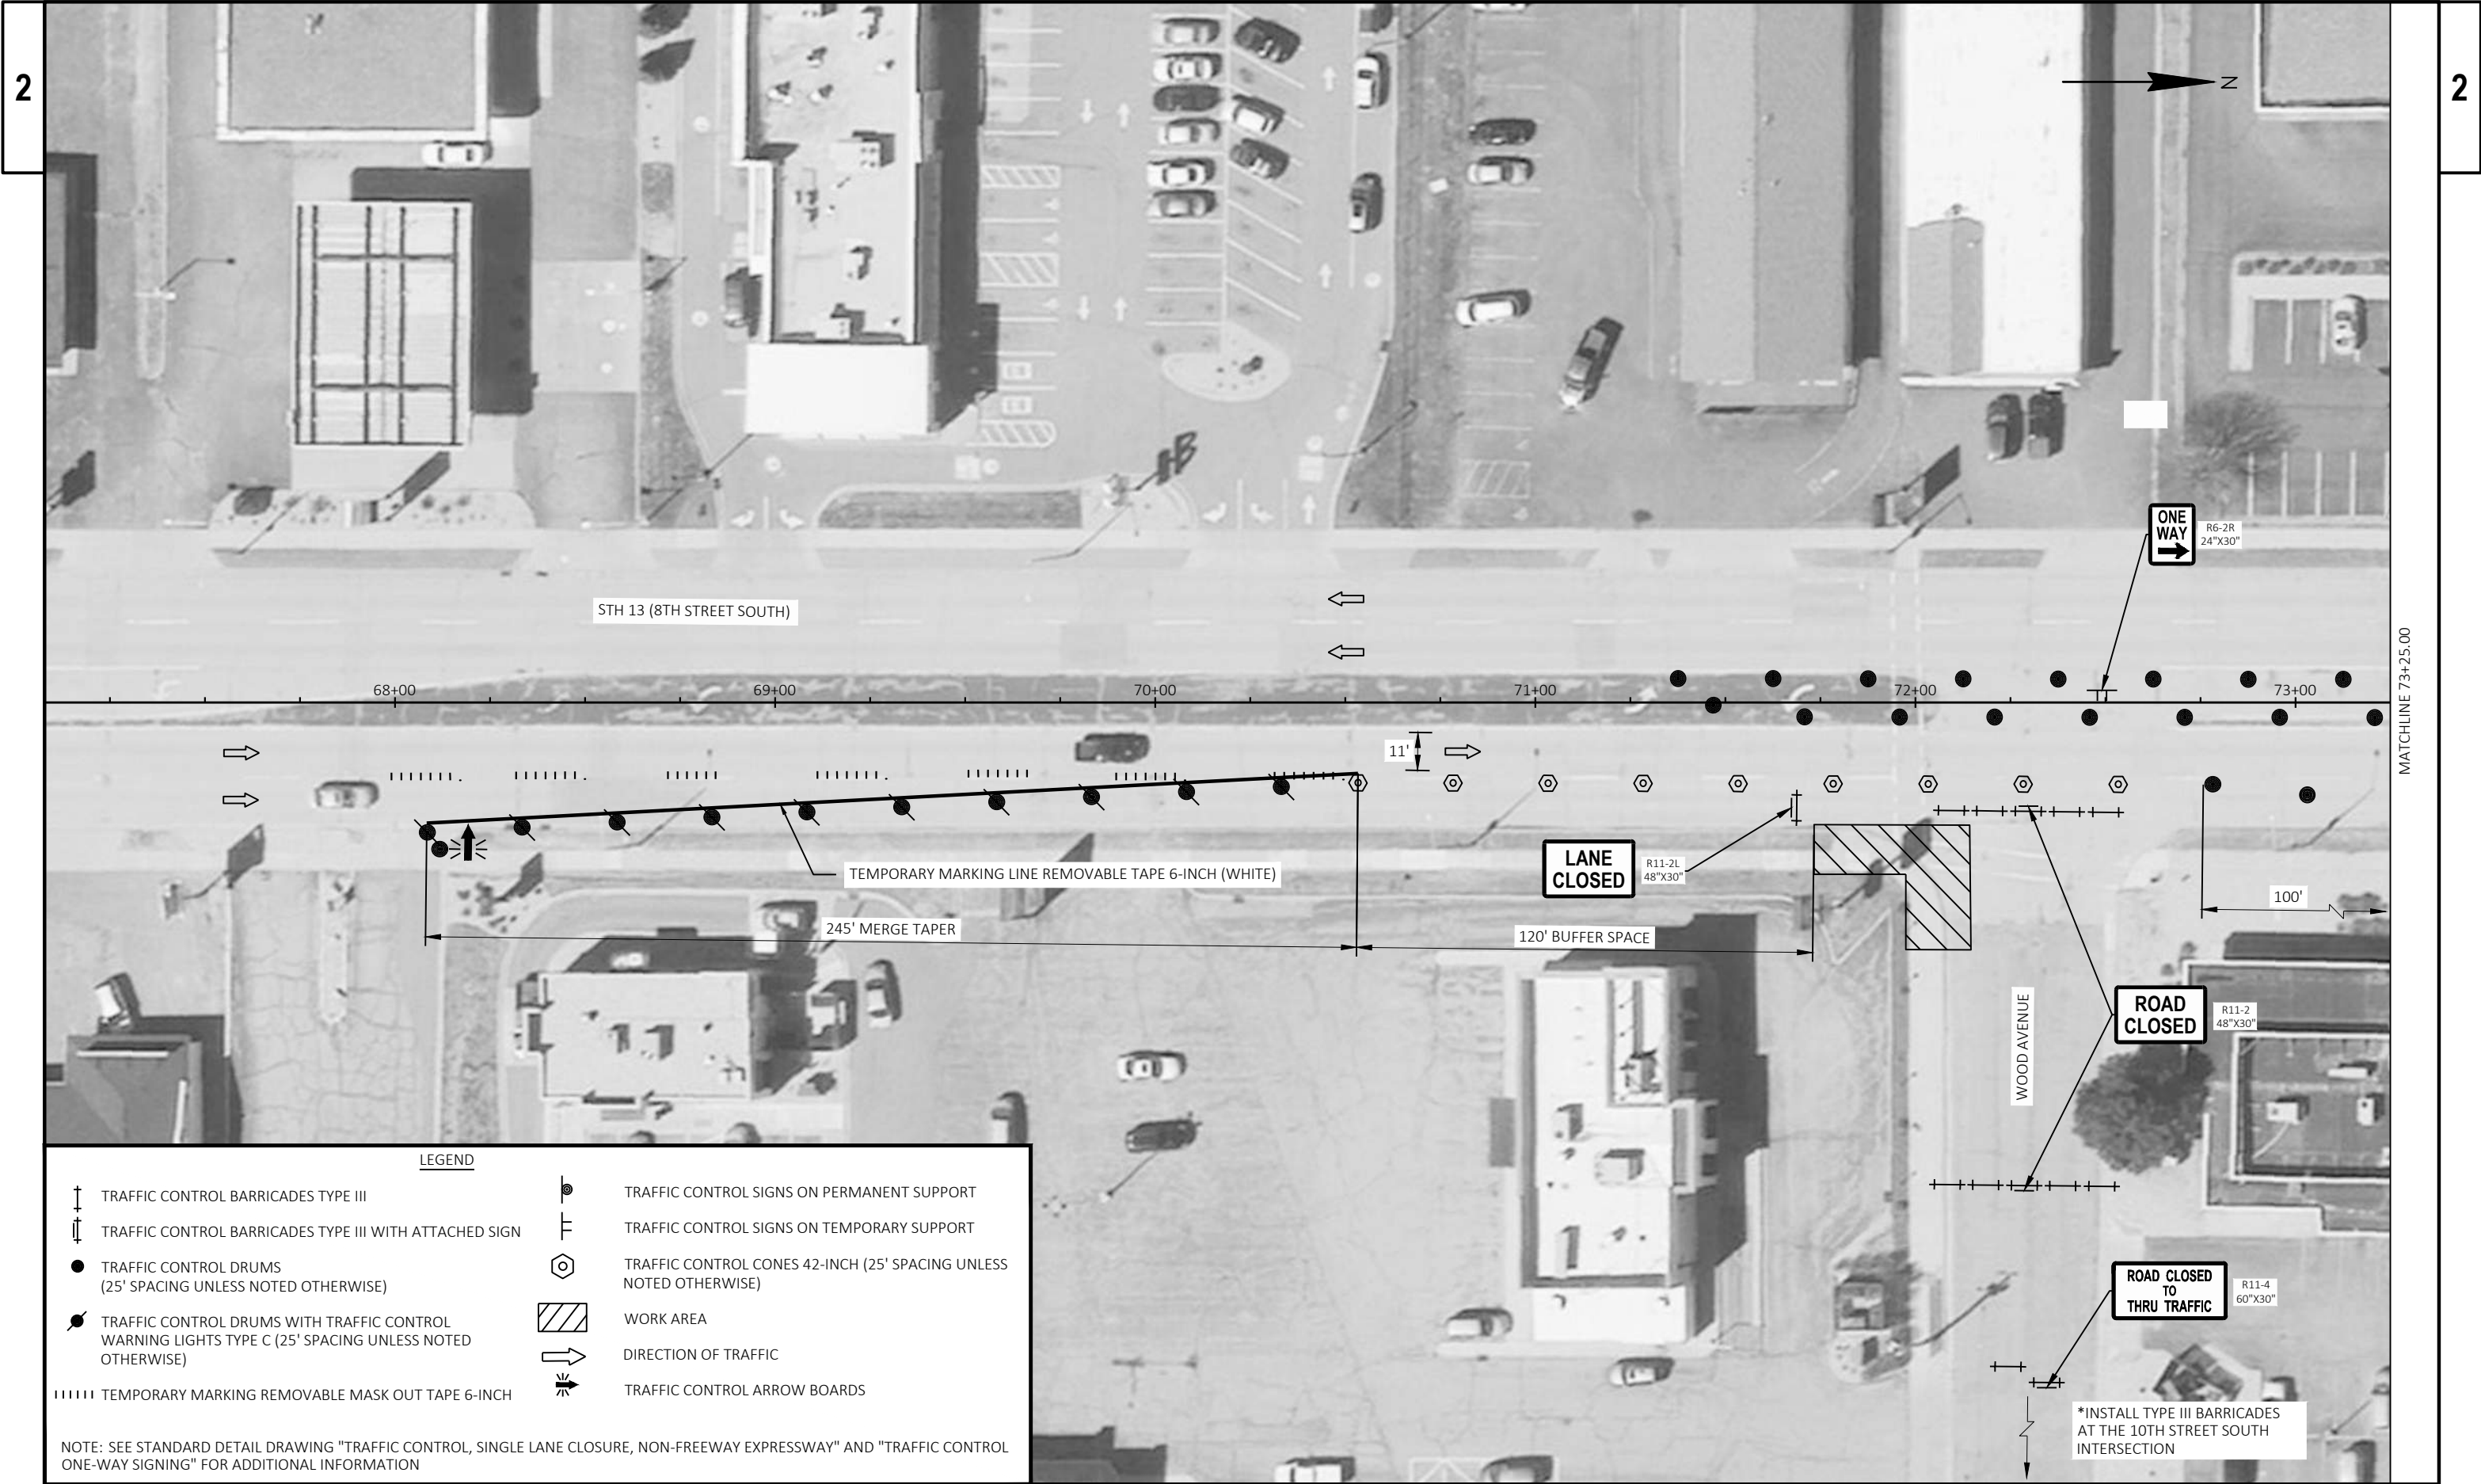 2
2
N
ONE
WAY
R6-2R
24"X30"
STH 13 (8TH STREET SOUTH)
MATCHLINE 73+25.00
68+00
69+00
70+00
71+00
72+00
73+00
11'
TEMPORARY MARKING LINE REMOVABLE TAPE 6-INCH (WHITE)
LANE
CLOSED
R11-2L
48"X30"
100'
245' MERGE TAPER
120' BUFFER SPACE
WOOD AVENUE
ROAD
CLOSED
R11-2
48"X30"
ROAD CLOSED
TO
THRU TRAFFIC
R11-4
60"X30"
*INSTALL TYPE III BARRICADES
AT THE 10TH STREET SOUTH
INTERSECTION
LEGEND
TRAFFIC CONTROL BARRICADES TYPE III
TRAFFIC CONTROL BARRICADES TYPE III WITH ATTACHED SIGN
TRAFFIC CONTROL DRUMS
(25' SPACING UNLESS NOTED OTHERWISE)
TRAFFIC CONTROL DRUMS WITH TRAFFIC CONTROL
WARNING LIGHTS TYPE C (25' SPACING UNLESS NOTED
OTHERWISE)
TEMPORARY MARKING REMOVABLE MASK OUT TAPE 6-INCH
TRAFFIC CONTROL SIGNS ON PERMANENT SUPPORT
TRAFFIC CONTROL SIGNS ON TEMPORARY SUPPORT
TRAFFIC CONTROL CONES 42-INCH (25' SPACING UNLESS
NOTED OTHERWISE)
WORK AREA
DIRECTION OF TRAFFIC
TRAFFIC CONTROL ARROW BOARDS
NOTE: SEE STANDARD DETAIL DRAWING "TRAFFIC CONTROL, SINGLE LANE CLOSURE, NON-FREEWAY EXPRESSWAY" AND "TRAFFIC CONTROL
ONE-WAY SIGNING" FOR ADDITIONAL INFORMATION